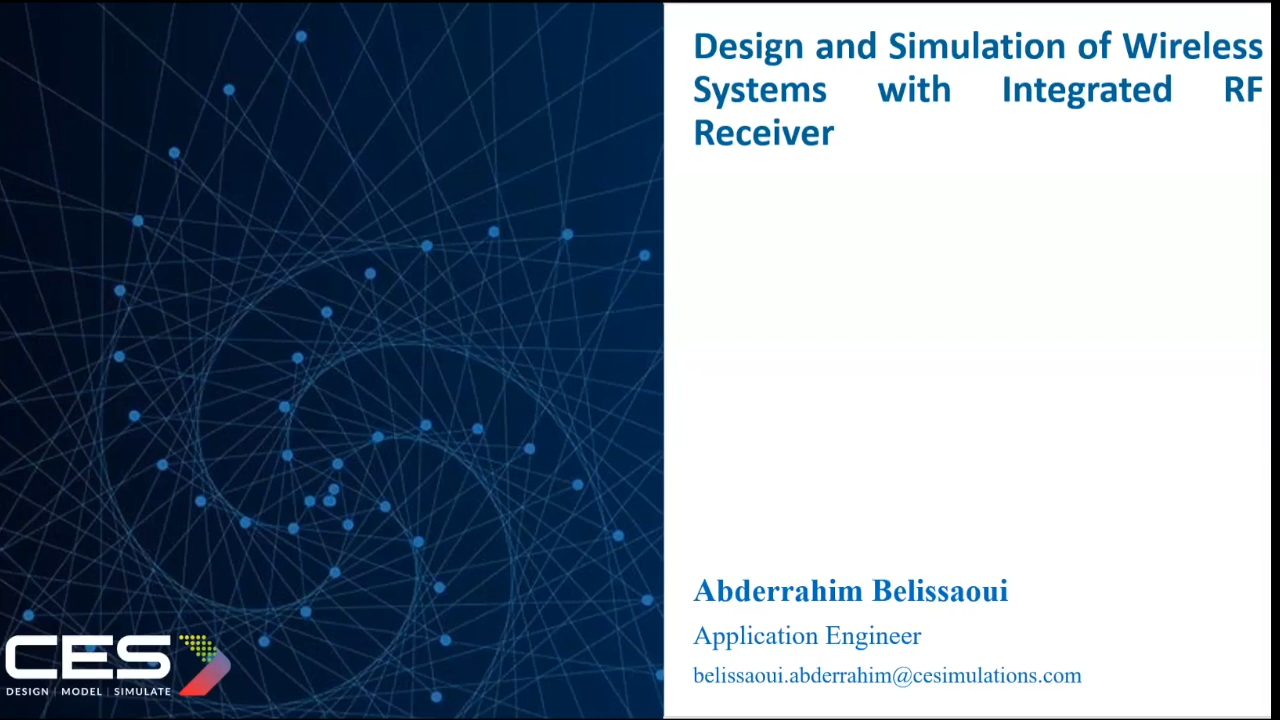 Design and Simulation of Wireless
Systems with Integrated RF
Receiver
Abderrahim Belissaoui
Application Engineer
belissaoui.abderrahim@cesimulations.com
CES
DESIGN | MODEL | SIMULATE